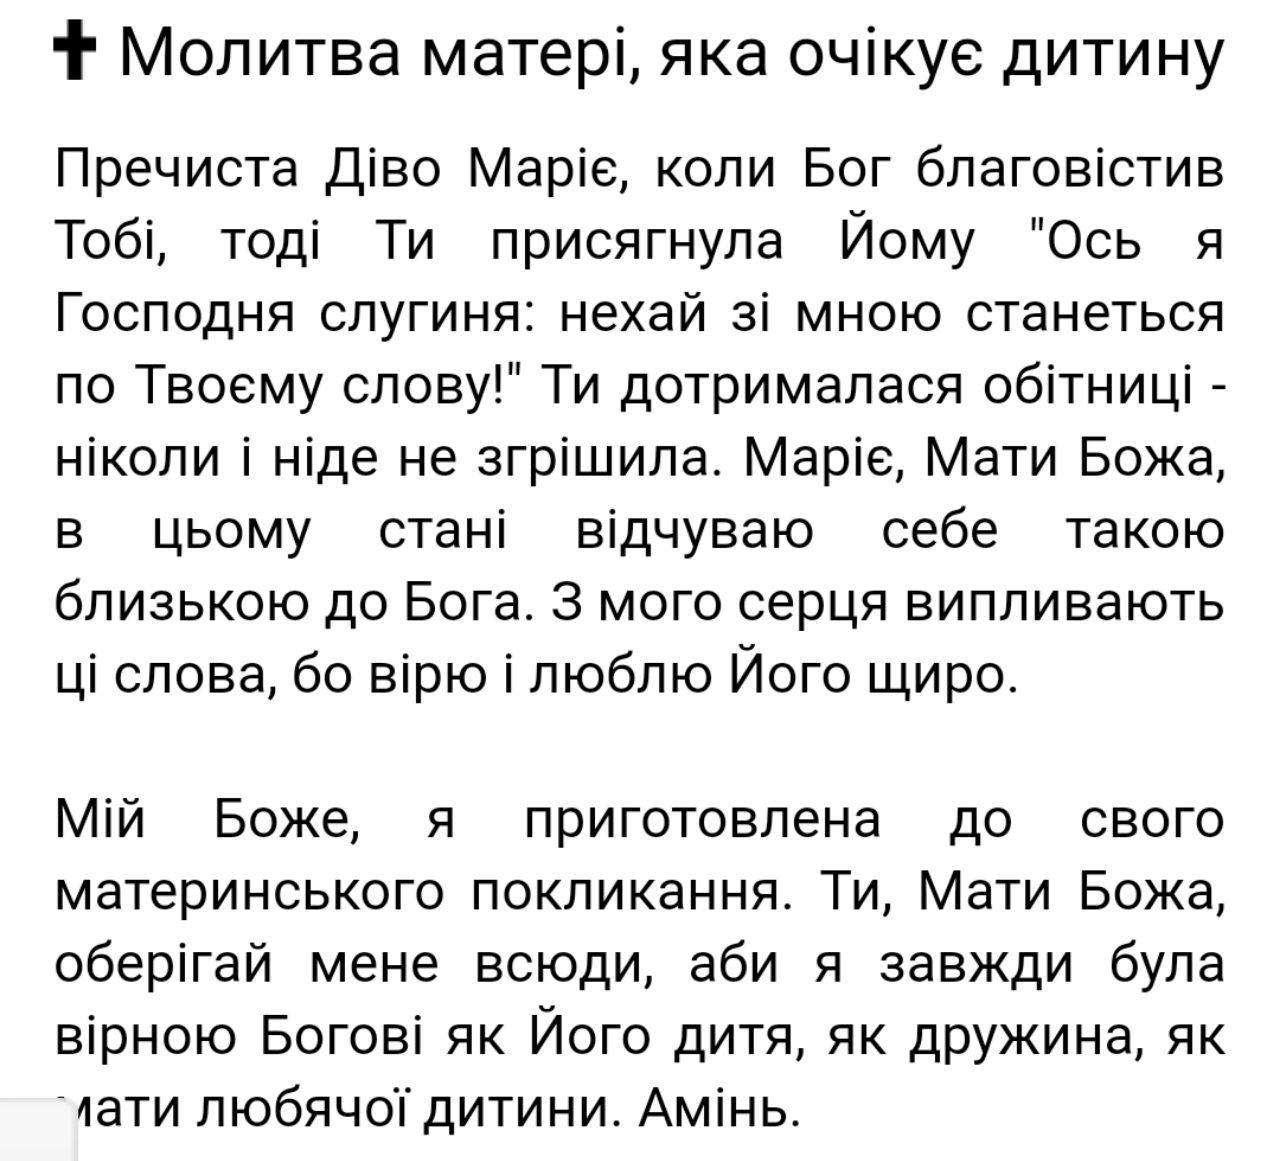 ✝ Молитва матері, яка очікує дитину
Пречиста Діво Маріє, коли Бог благовістив
Тобі, тоді Ти присягнула Йому "Ось я
Господня слугиня: нехай зі мною станеться
по Твоєму слову!" Ти дотрималася обітниці -
ніколи і ніде не згрішила. Маріє, Мати Божа,
в цьому стані відчуваю себе такою
близькою до Бога. З мого серця випливають
ці слова, бо вірю і люблю Його щиро.
Мій Боже, я приготовлена до свого
материнського покликання. Ти, Мати Божа,
оберігай мене всюди, аби я завжди була
вірною Богові як Його дитя, як дружина, як
мати любячої дитини. Амінь.